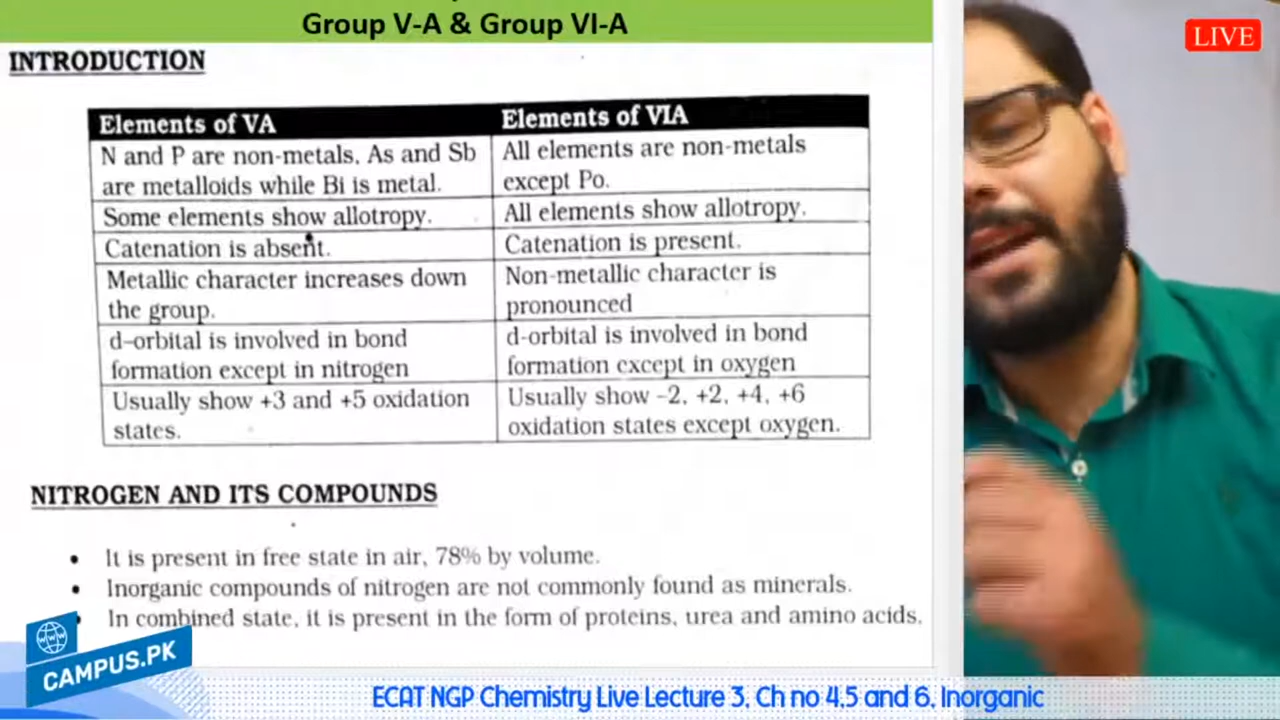 Group V-A & Group VI-A
LIVE
INTRODUCTION
Elements of VA
Elements of VIA
N and P are non-metals, As and Sb
are metalloids while Bi is metal.
All elements are non-metals
except Po.
Some elements show allotropy.
All elements show allotropy.
Catenation is absent.
Catenation is present.
Metallic character increases down
the group.
Non-metallic character is
pronounced
d-orbital is involved in bond
formation except in nitrogen
d-orbital is involved in bond
formation except in oxygen
Usually show +3 and +5 oxidation
states.
Usually show -2, +2, +4, +6
oxidation states except oxygen.
NITROGEN AND ITS COMPOUNDS
• It is present in free state in air, 78% by volume.
• Inorganic compounds of nitrogen are not commonly found as minerals.
• In combined state, it is present in the form of proteins, urea and amino acids.
www
CAMPUS.PK
ECAT NGP Chemistry Live Lecture 3, Ch no 4,5 and 6, Inorganic